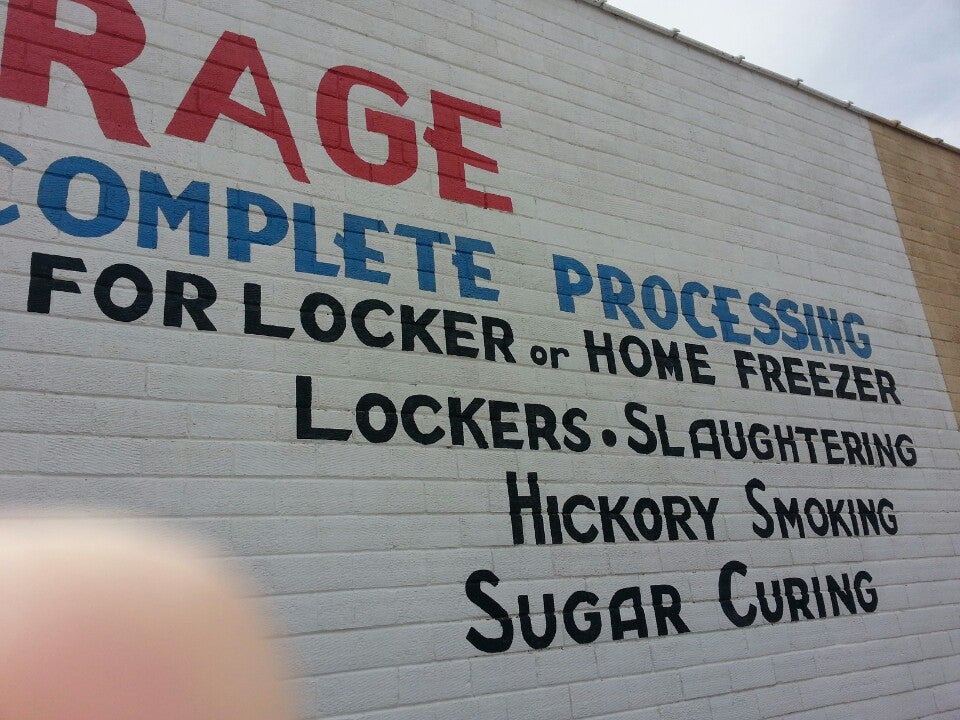 RAGE
COMPLETE PROCESSING
FOR LOCKER or HOME FREEZER
LOCKERS • SLAUGHTERING
HICKORY SMOKING
SUGAR CURING